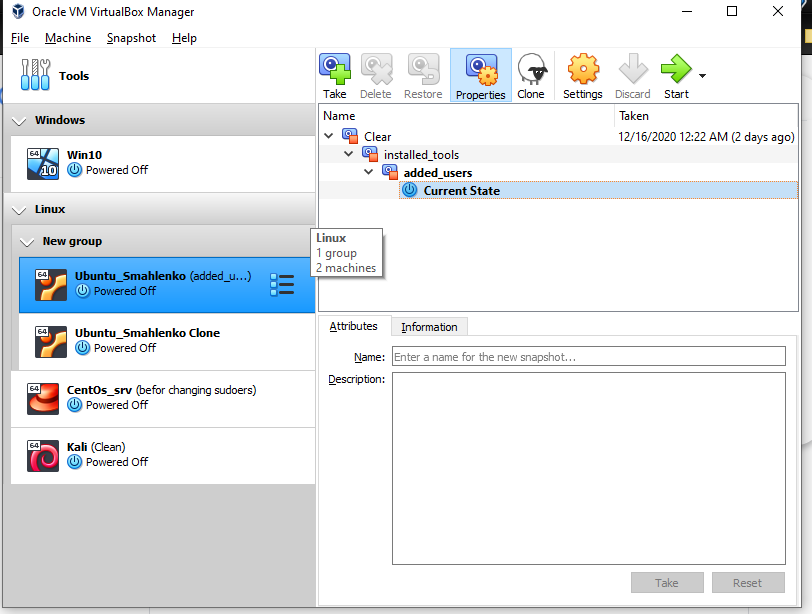 Oracle VM VirtualBox Manager
File Machine Snapshot Help
Tools
Take Delete Restore Properties Clone Settings Discard Start
Windows
64 10 Win10
Powered Off
Linux
New group
64 Ubuntu_Smahlenko (added_u...)
Powered Off
64 Ubuntu_Smahlenko Clone
Powered Off
64 CentOs_srv (befor changing sudoers)
Powered Off
64 Kali (Clean)
Powered Off
Name Taken
Clear 12/16/2020 12:22 AM (2 days ago)
installed_tools
added_users
Current State
Linux
1 group
2 machines
Attributes Information
Name: Enter a name for the new snapshot...
Description:
Take Reset